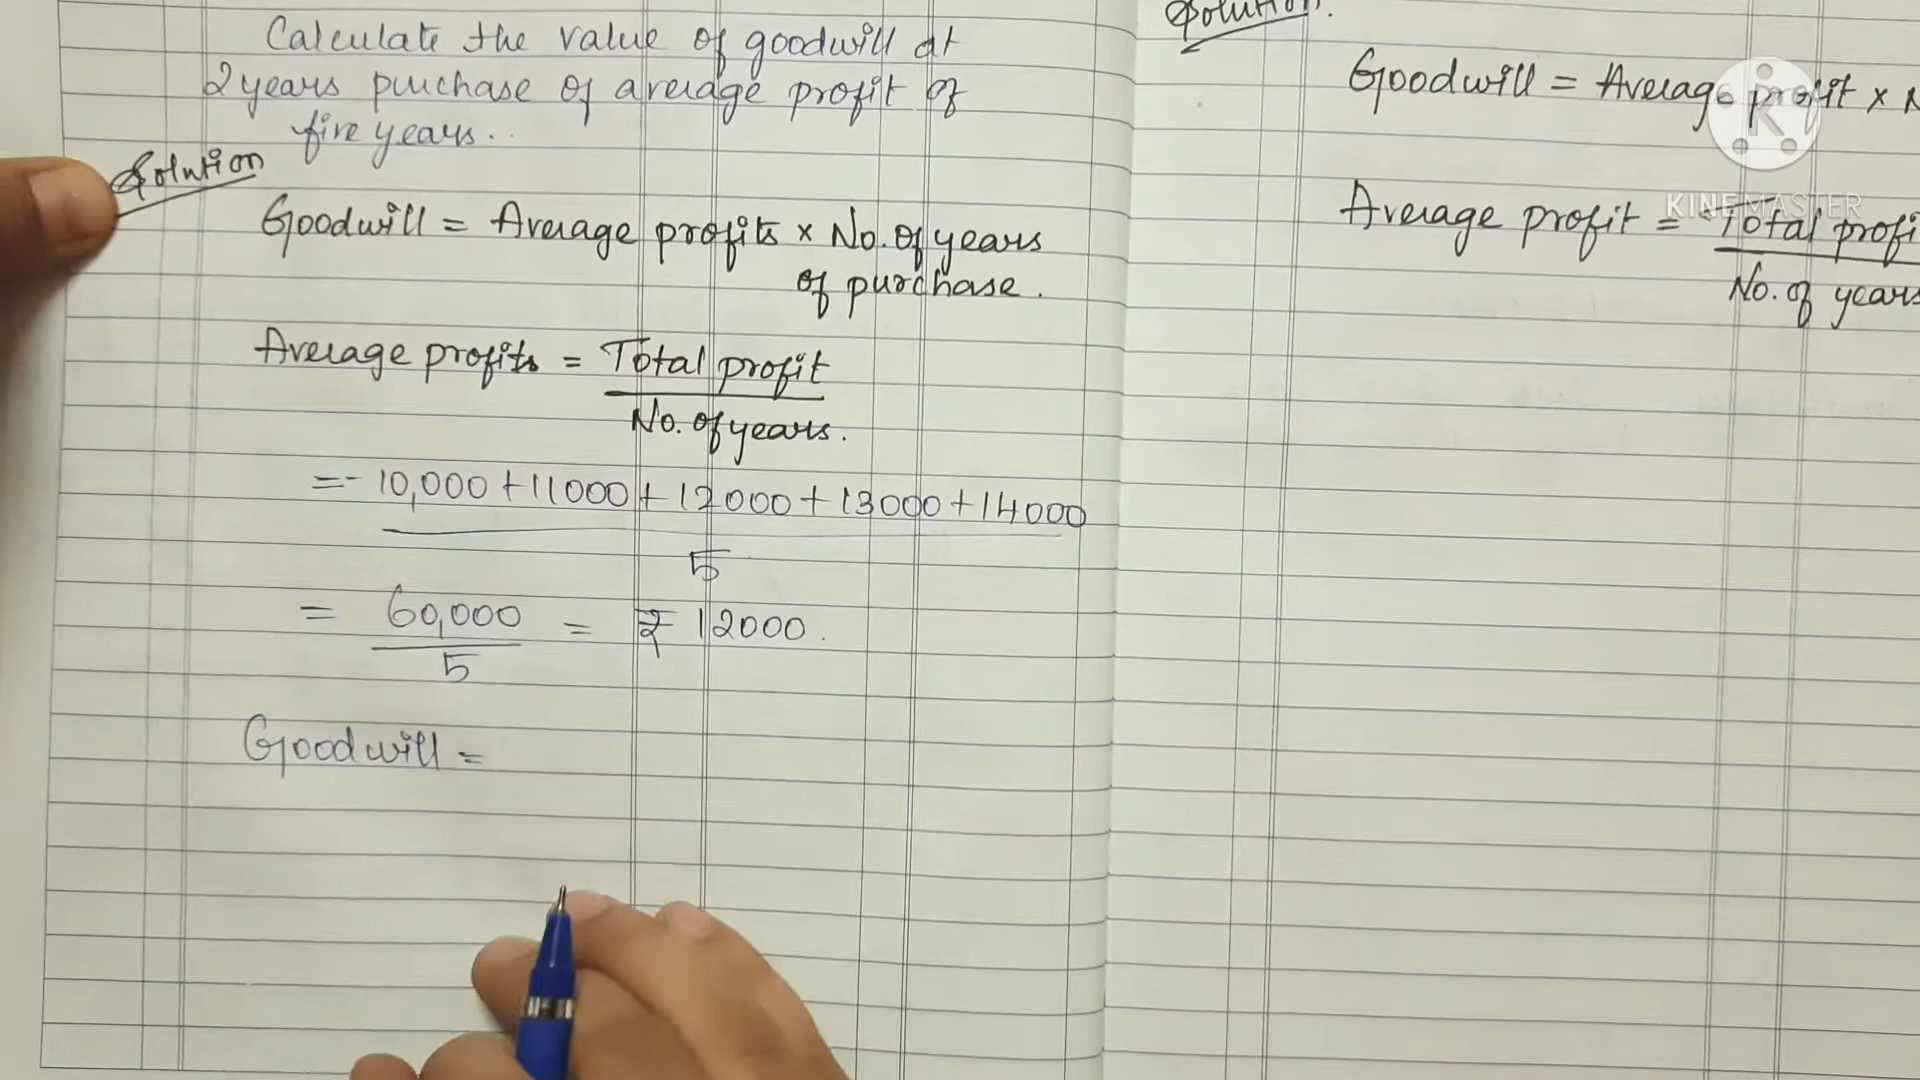 Calculate the value of goodwill at
2 years purchase of average profit of
five years.
Solution
Goodwill = Average profits × No. of years
of purchase.
Average profits = Total profit
No. of years.
= 10,000 + 11000 + 12000 + 13000 + 14000
5
= 60,000 = ₹ 12000.
5
Goodwill =
Solution.
Goodwill = Average profit × N
Average profit = Total profi
No. of years
K
KINEMASTER